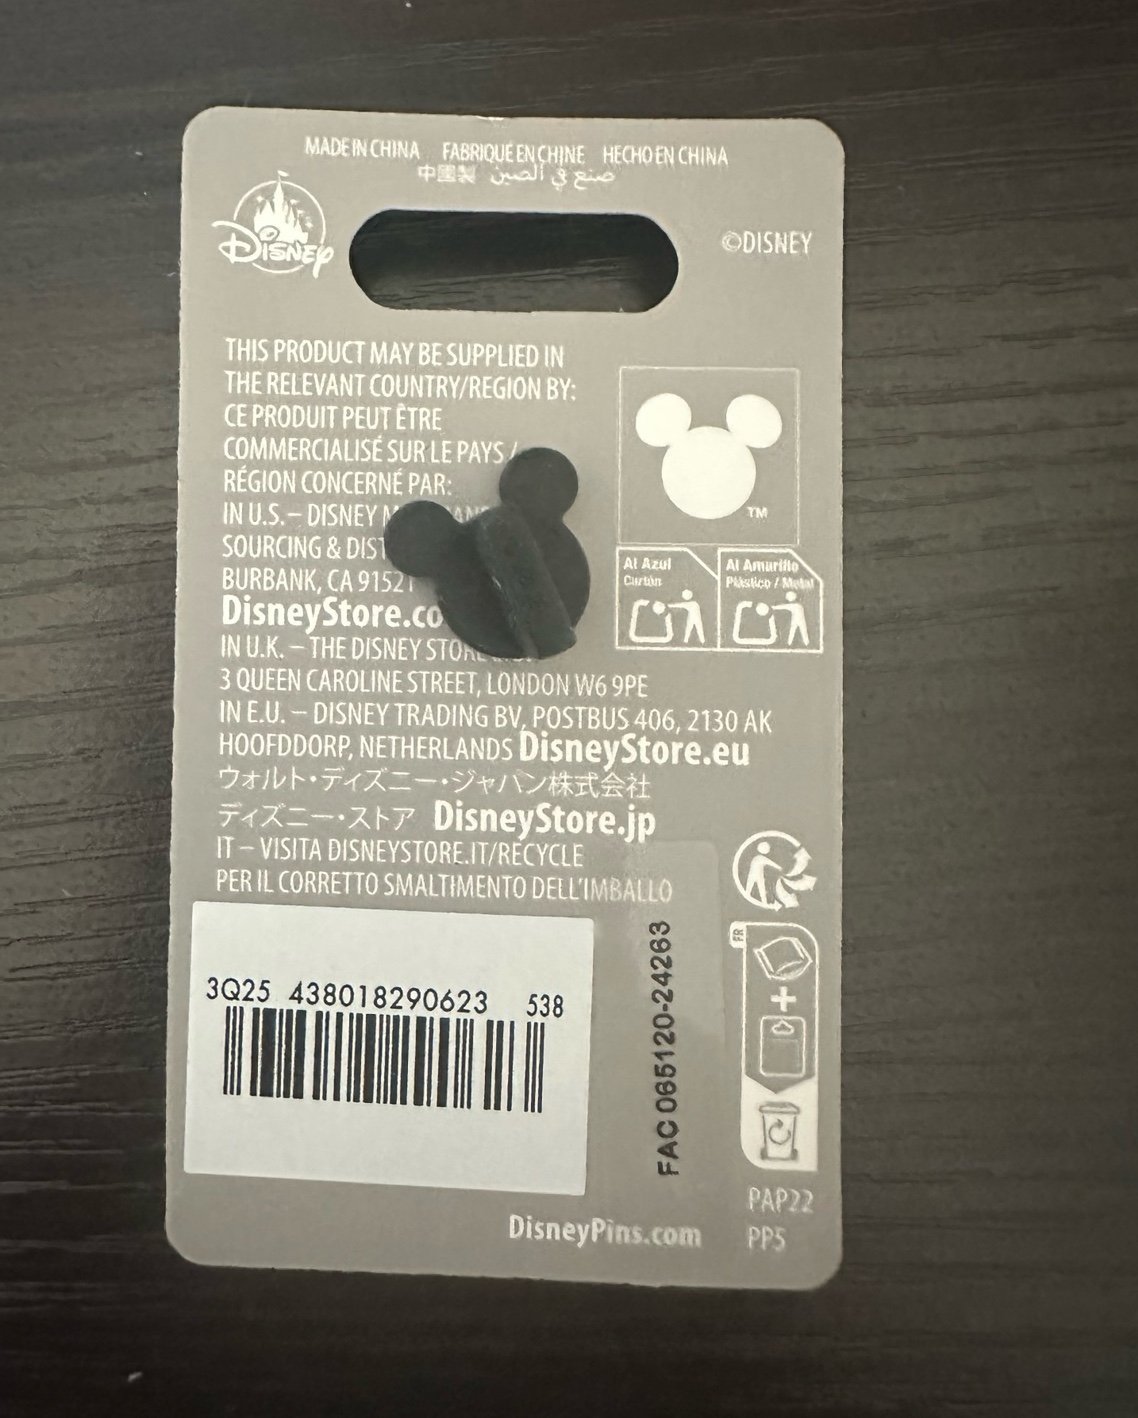 MADE IN CHINA FABRIQUÉ EN CHINE HECHO EN CHINA
中國製 صنع في الصين
Disney
©DISNEY
THIS PRODUCT MAY BE SUPPLIED IN
THE RELEVANT COUNTRY/REGION BY:
CE PRODUIT PEUT ÊTRE
COMMERCIALISÉ SUR LE PAYS /
RÉGION CONCERNÉ PAR:
IN U.S. – DISNEY
SOURCING &
BURBANK, CA 91521
DisneyStore.co
IN U.K. – THE DISNEY
3 QUEEN CAROLINE STREET, LONDON W6 9PE
IN E.U. – DISNEY TRADING BV, POSTBUS 406, 2130 AK
HOOFDDORP, NETHERLANDS DisneyStore.eu
ウォルト・ディズニー・ジャパン株式会社
ディズニー・ストア DisneyStore.jp
IT – VISITA DISNEYSTORE.IT/RECYCLE
PER IL CORRETTO SMALTIMENTO DELL'IMBALLO
TM
Al Azul
Cartón
Al Amarillo
Plástico / Metal
FR
+
3Q25 438018290623 538
FAC 065120-24263
PAP22
PP5
DisneyPins.com